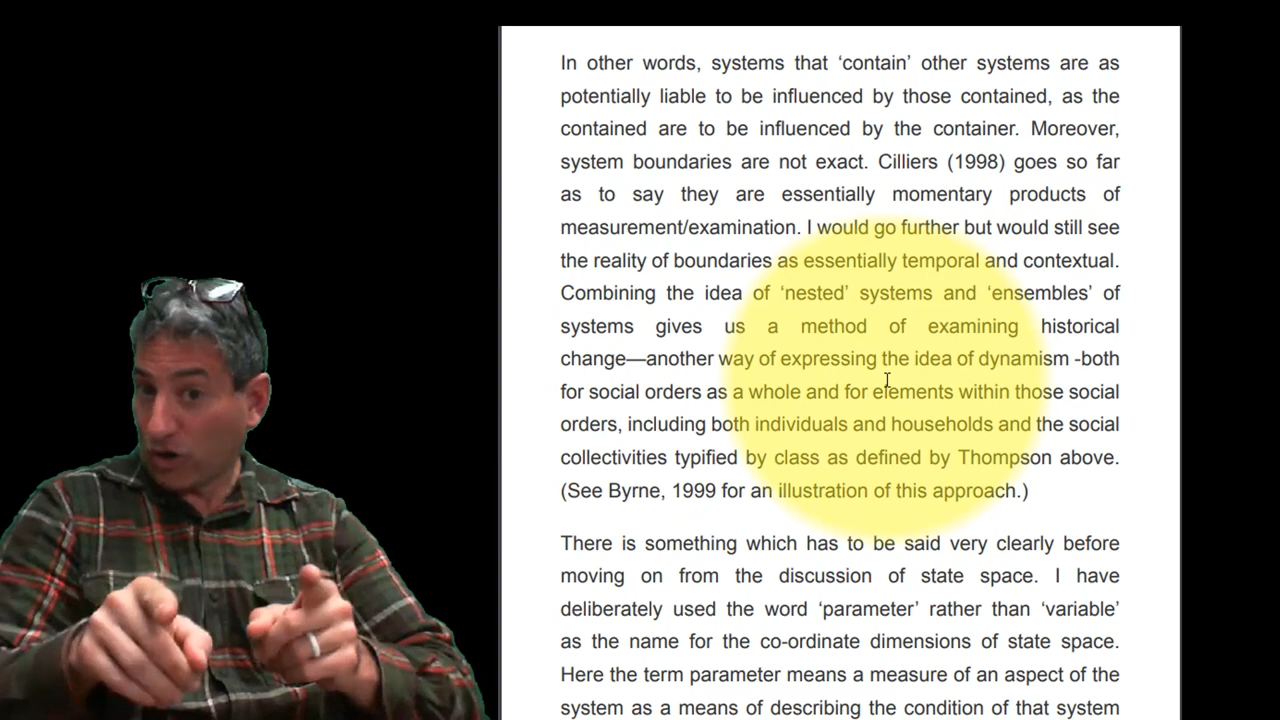 In other words, systems that ‘contain’ other systems are as
potentially liable to be influenced by those contained, as the
contained are to be influenced by the container. Moreover,
system boundaries are not exact. Cilliers (1998) goes so far
as to say they are essentially momentary products of
measurement/examination. I would go further but would still see
the reality of boundaries as essentially temporal and contextual.
Combining the idea of ‘nested’ systems and ‘ensembles’ of
systems gives us a method of examining historical
change—another way of expressing the idea of dynamism -both
for social orders as a whole and for elements within those social
orders, including both individuals and households and the social
collectivities typified by class as defined by Thompson above.
(See Byrne, 1999 for an illustration of this approach.)
There is something which has to be said very clearly before
moving on from the discussion of state space. I have
deliberately used the word ‘parameter’ rather than ‘variable’
as the name for the co-ordinate dimensions of state space.
Here the term parameter means a measure of an aspect of the
system as a means of describing the condition of that system